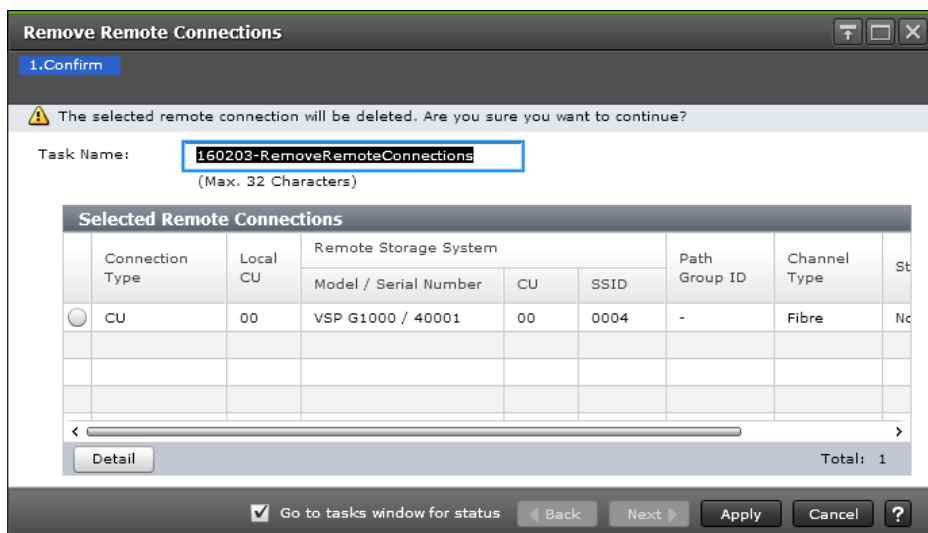 Remove Remote Connections
1.Confirm
The selected remote connection will be deleted. Are you sure you want to continue?
Task Name: 160203-RemoveRemoteConnections
(Max. 32 Characters)
Selected Remote Connections
Connection Type Local CU Remote Storage System Path Group ID Channel Type St
Model / Serial Number CU SSID
CU 00 VSP G1000 / 40001 00 0004 - Fibre No
Detail Total: 1
Go to tasks window for status Back Next Apply Cancel ?